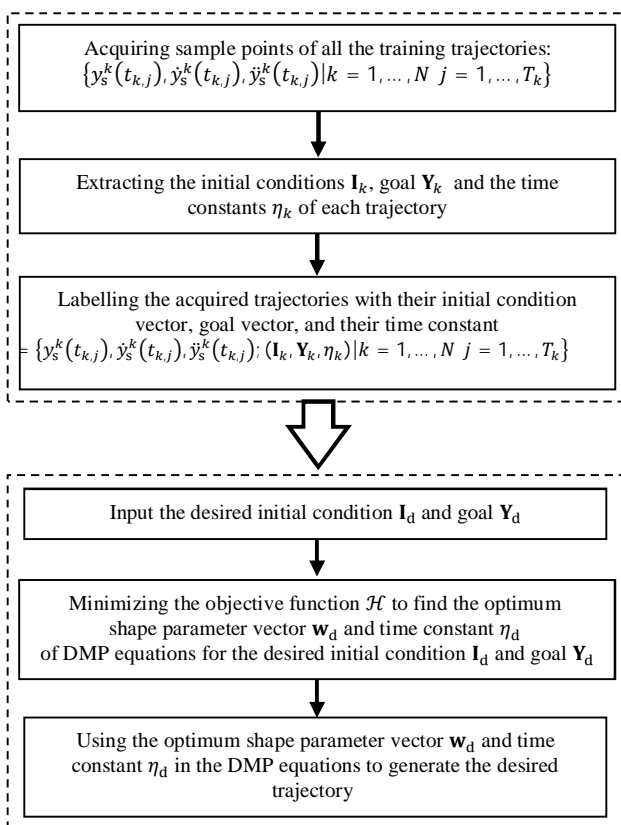 Acquiring sample points of all the training trajectories:
{y_s^k(t_{k,j}), ẏ_s^k(t_{k,j}), ÿ_s^k(t_{k,j})|k = 1, … , N j = 1, … , T_k}
Extracting the initial conditions I_k, goal Y_k and the time
constants η_k of each trajectory
Labelling the acquired trajectories with their initial condition
vector, goal vector, and their time constant
= {y_s^k(t_{k,j}), ẏ_s^k(t_{k,j}), ÿ_s^k(t_{k,j}); (I_k, Y_k, η_k)|k = 1, … , N j = 1, … , T_k}
Input the desired initial condition I_d and goal Y_d
Minimizing the objective function ℋ to find the optimum
shape parameter vector w_d and time constant η_d
of DMP equations for the desired initial condition I_d and goal Y_d
Using the optimum shape parameter vector w_d and time
constant η_d in the DMP equations to generate the desired
trajectory